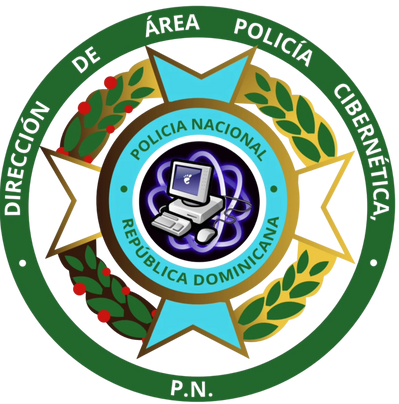 DIRECCIÓN DE ÁREA POLICÍA CIBERNÉTICA,
P.N.
POLICIA NACIONAL
REPÚBLICA DOMINICANA